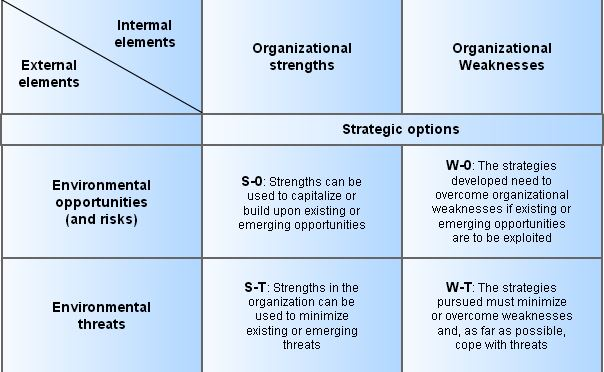 Internal
elements
External
elements
Organizational
strengths
Organizational
Weaknesses
Strategic options
Environmental
opportunities
(and risks)
S-0: Strengths can be
used to capitalize or
build upon existing or
emerging opportunities
W-0: The strategies
developed need to
overcome organizational
weaknesses if existing or
emerging opportunities
are to be exploited
Environmental
threats
S-T: Strengths in the
organization can be
used to minimize
existing or emerging
threats
W-T: The strategies
pursued must minimize
or overcome weaknesses
and, as far as possible,
cope with threats